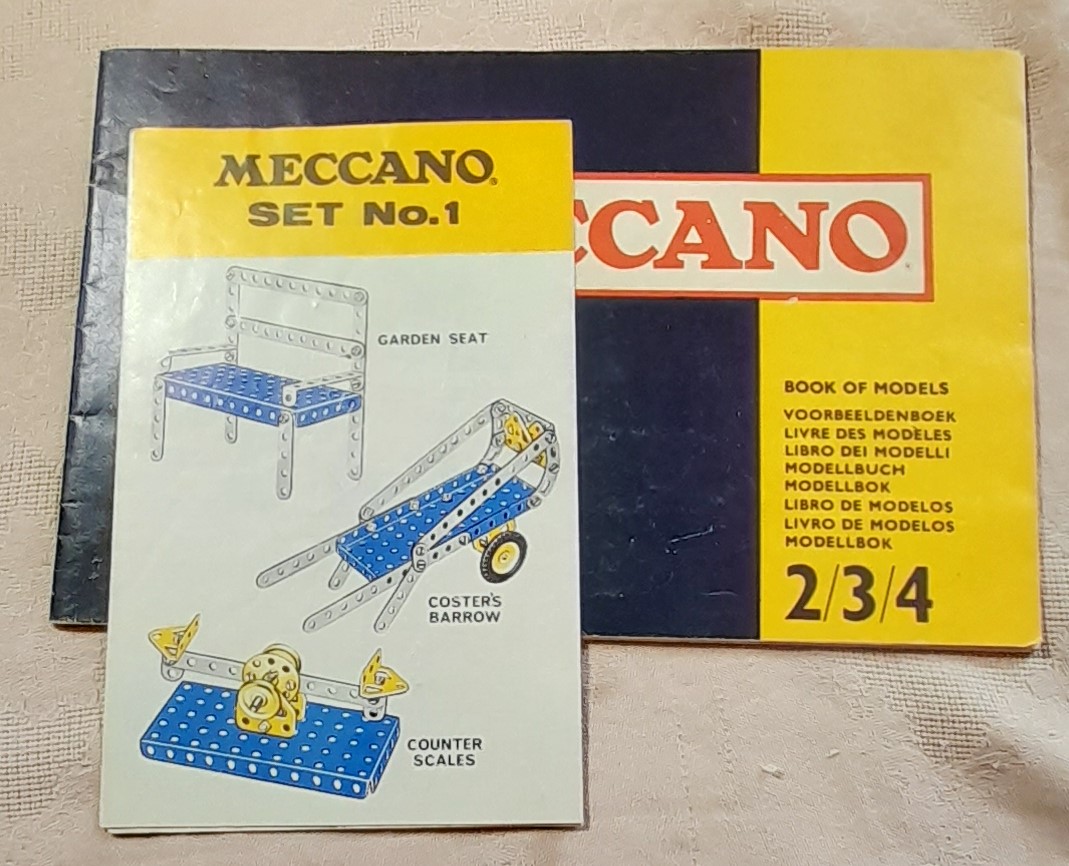 MECCANO
SET No.1
GARDEN SEAT
COSTER'S
BARROW
COUNTER
SCALES
CCANO
BOOK OF MODELS
VOORBEELDENBOEK
LIVRE DES MODÈLES
LIBRO DEI MODELLI
MODELLBUCH
MODELLBOK
LIBRO DE MODELOS
LIVRO DE MODELOS
MODELLBOK
2/3/4